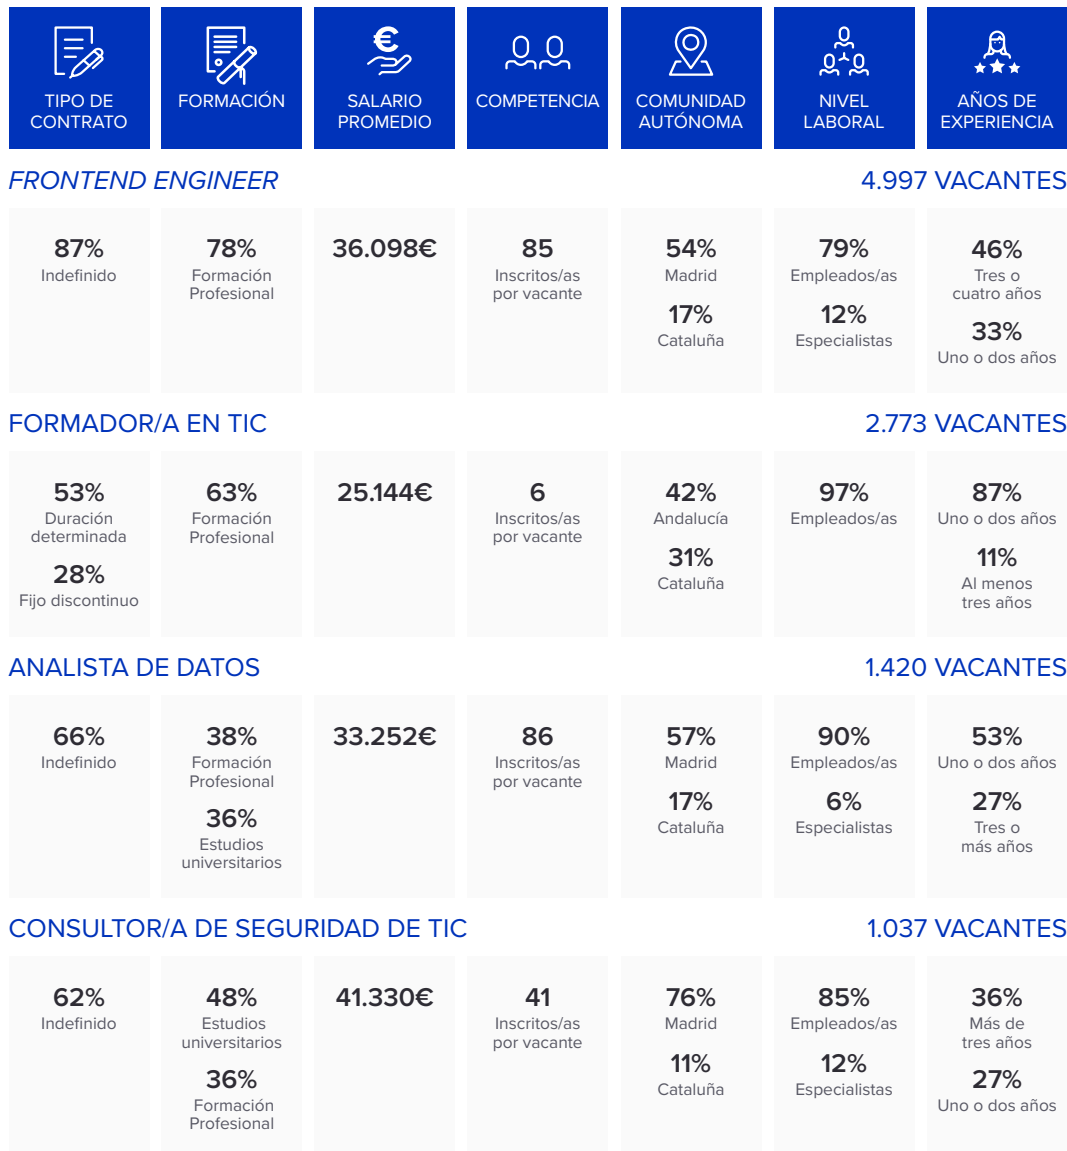 TIPO DE
CONTRATO
FORMACIÓN
SALARIO
PROMEDIO
COMPETENCIA
COMUNIDAD
AUTÓNOMA
NIVEL
LABORAL
AÑOS DE
EXPERIENCIA
FRONTEND ENGINEER
4.997 VACANTES
87%
Indefinido
78%
Formación
Profesional
36.098€
85
Inscritos/as
por vacante
54%
Madrid
17%
Cataluña
79%
Empleados/as
12%
Especialistas
46%
Tres o
cuatro años
33%
Uno o dos años
FORMADOR/A EN TIC
2.773 VACANTES
53%
Duración
determinada
28%
Fijo discontinuo
63%
Formación
Profesional
25.144€
6
Inscritos/as
por vacante
42%
Andalucía
31%
Cataluña
97%
Empleados/as
87%
Uno o dos años
11%
Al menos
tres años
ANALISTA DE DATOS
1.420 VACANTES
66%
Indefinido
38%
Formación
Profesional
36%
Estudios
universitarios
33.252€
86
Inscritos/as
por vacante
57%
Madrid
17%
Cataluña
90%
Empleados/as
6%
Especialistas
53%
Uno o dos años
27%
Tres o
más años
CONSULTOR/A DE SEGURIDAD DE TIC
1.037 VACANTES
62%
Indefinido
48%
Estudios
universitarios
36%
Formación
Profesional
41.330€
41
Inscritos/as
por vacante
76%
Madrid
11%
Cataluña
85%
Empleados/as
12%
Especialistas
36%
Más de
tres años
27%
Uno o dos años